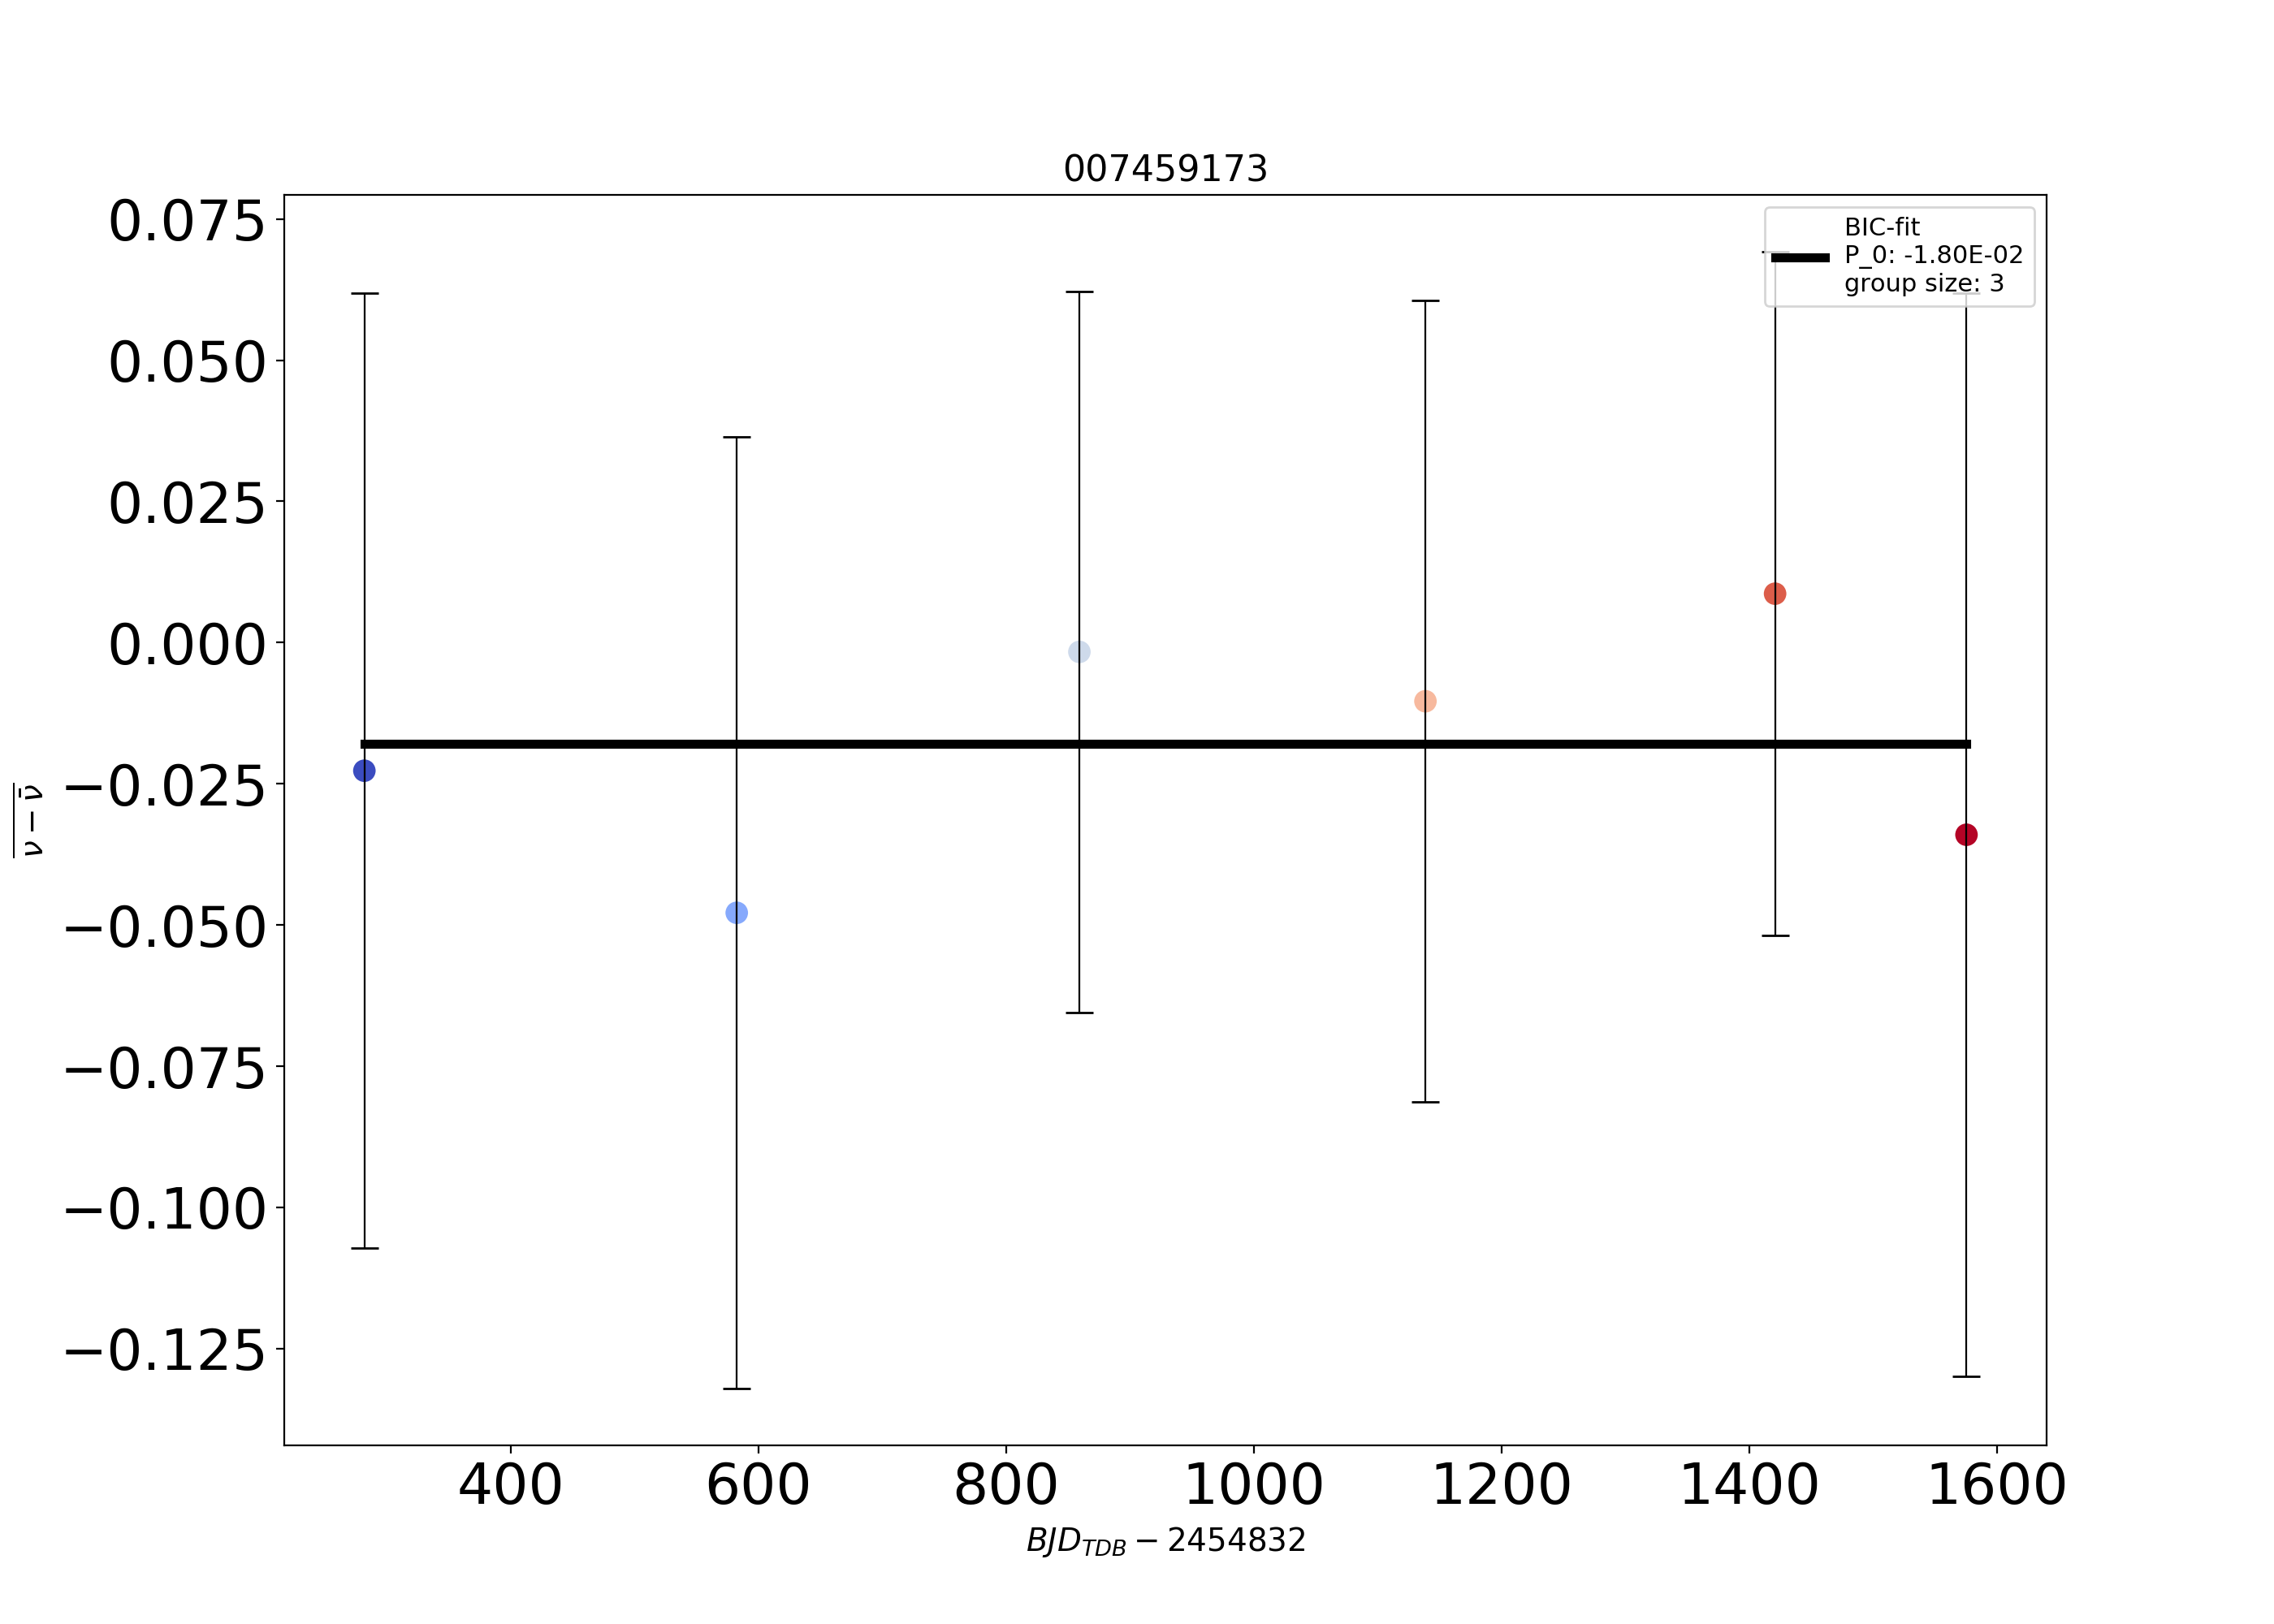 007459173
BIC-fit
P_0: -1.80E-02
group size: 3
0.075
0.050
0.025
0.000
−0.025
−0.050
−0.075
−0.100
−0.125
ν − ν̄
400 600 800 1000 1200 1400 1600
BJD_TDB − 2454832